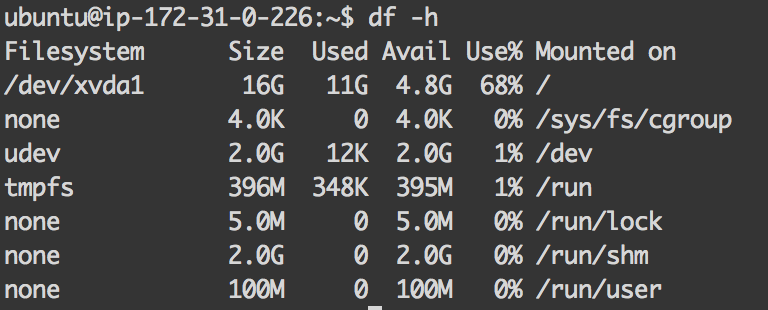 ubuntu@ip-172-31-0-226:~$ df -h
Filesystem      Size  Used Avail Use% Mounted on
/dev/xvda1       16G   11G  4.8G  68% /
none            4.0K     0  4.0K   0% /sys/fs/cgroup
udev            2.0G   12K  2.0G   1% /dev
tmpfs           396M  348K  395M   1% /run
none            5.0M     0  5.0M   0% /run/lock
none            2.0G     0  2.0G   0% /run/shm
none            100M     0  100M   0% /run/user